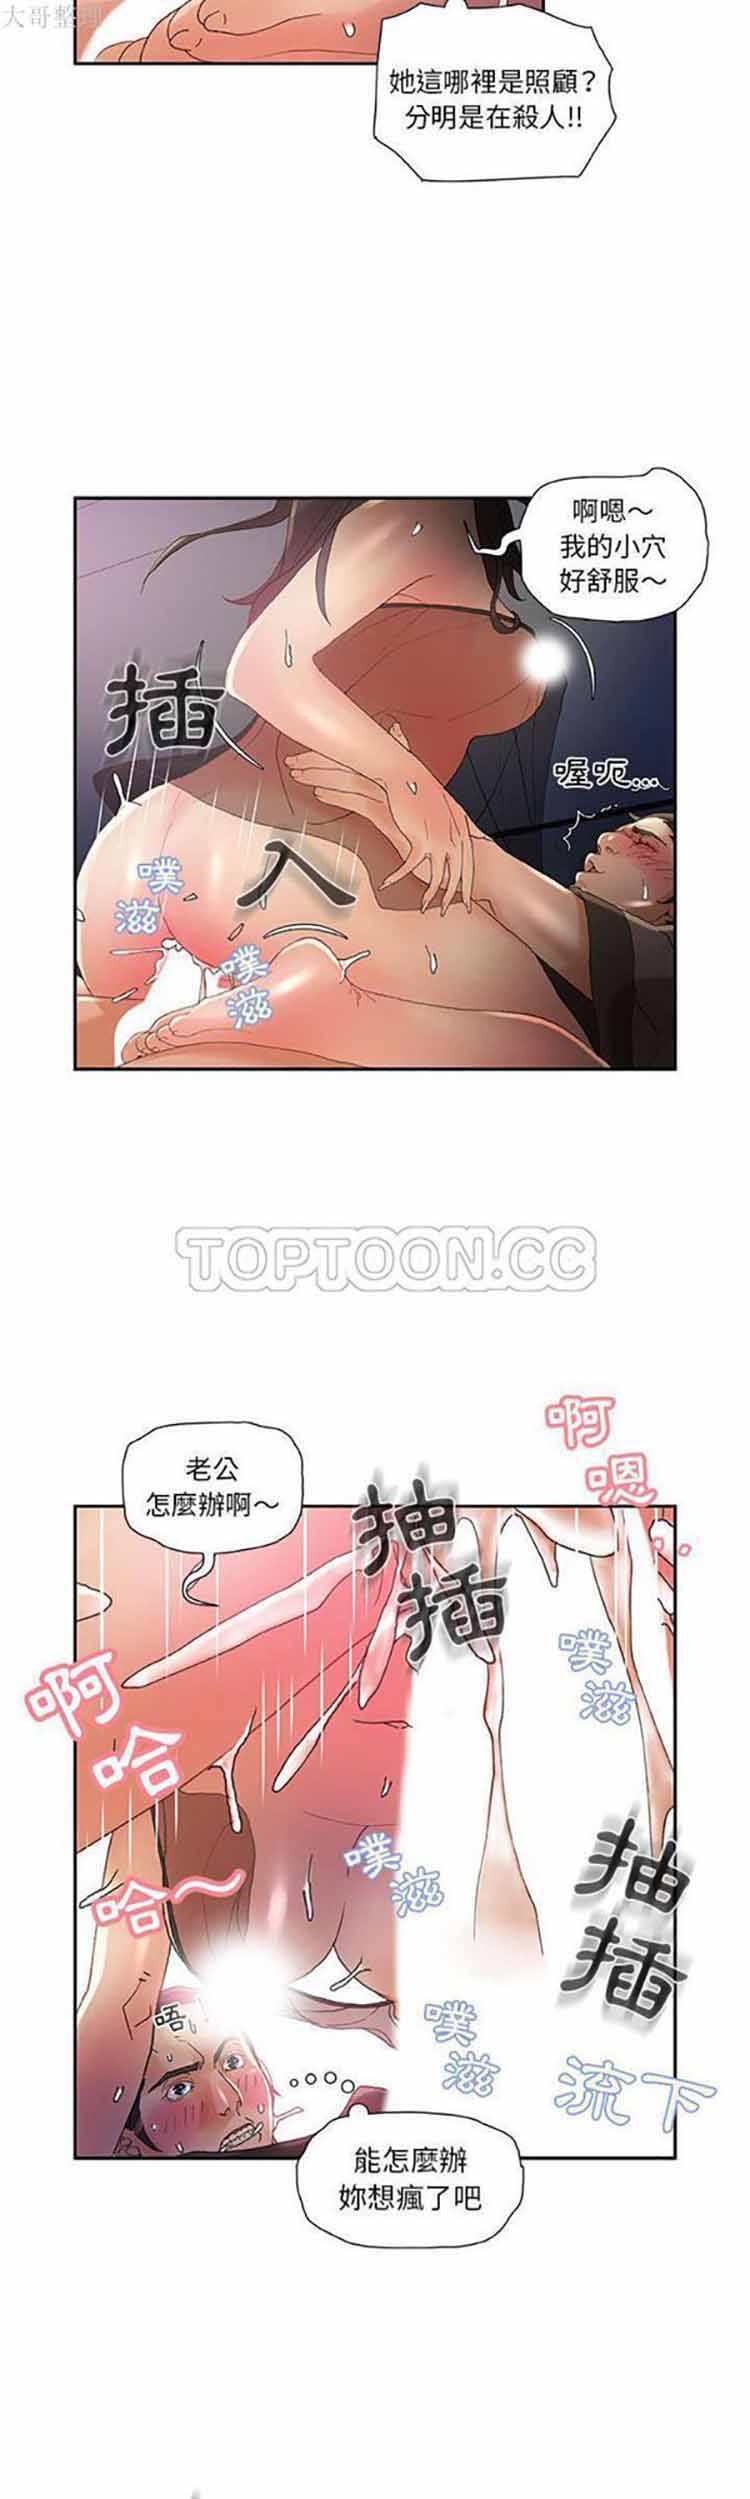 大哥整理
她這哪裡是照顧？
分明是在殺人!!
啊嗯～
我的小穴
好舒服～
插
喔呃...
入
噗
滋
噗
滋
TOPTOON.CC
啊
嗯..
老公
怎麼辦啊～
抽
插
噗
滋
啊
哈
哈～
噗
滋
抽
插
唔
噗
滋
流下
能怎麼辦
妳想瘋了吧